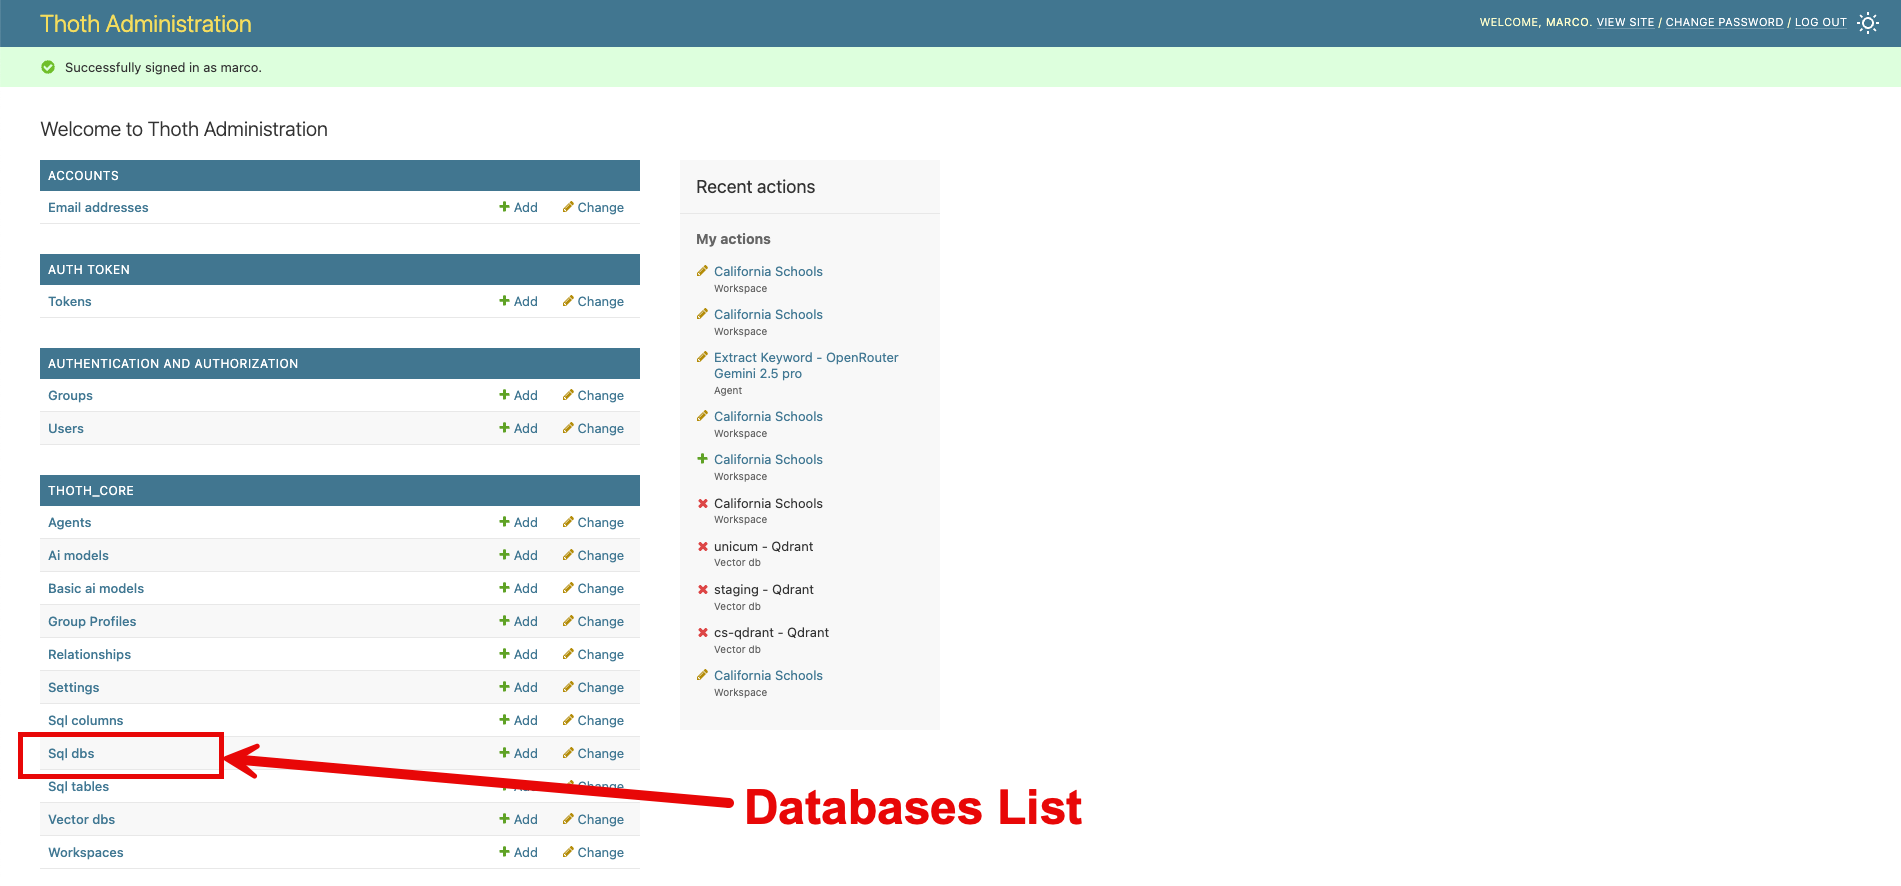 Thoth Administration
WELCOME, MARCO. VIEW SITE / CHANGE PASSWORD / LOG OUT
Successfully signed in as marco.
Welcome to Thoth Administration
ACCOUNTS
Email addresses Add Change
AUTH TOKEN
Tokens Add Change
AUTHENTICATION AND AUTHORIZATION
Groups Add Change
Users Add Change
THOTH_CORE
Agents Add Change
Ai models Add Change
Basic ai models Add Change
Group Profiles Add Change
Relationships Add Change
Settings Add Change
Sql columns Add Change
Sql dbs Add Change
Sql tables Add Change
Vector dbs Add Change
Workspaces Add Change
Recent actions
My actions
California Schools
Workspace
California Schools
Workspace
Extract Keyword - OpenRouter
Gemini 2.5 pro
Agent
California Schools
Workspace
California Schools
Workspace
California Schools
Workspace
unicum - Qdrant
Vector db
staging - Qdrant
Vector db
cs-qdrant - Qdrant
Vector db
California Schools
Workspace
Databases List